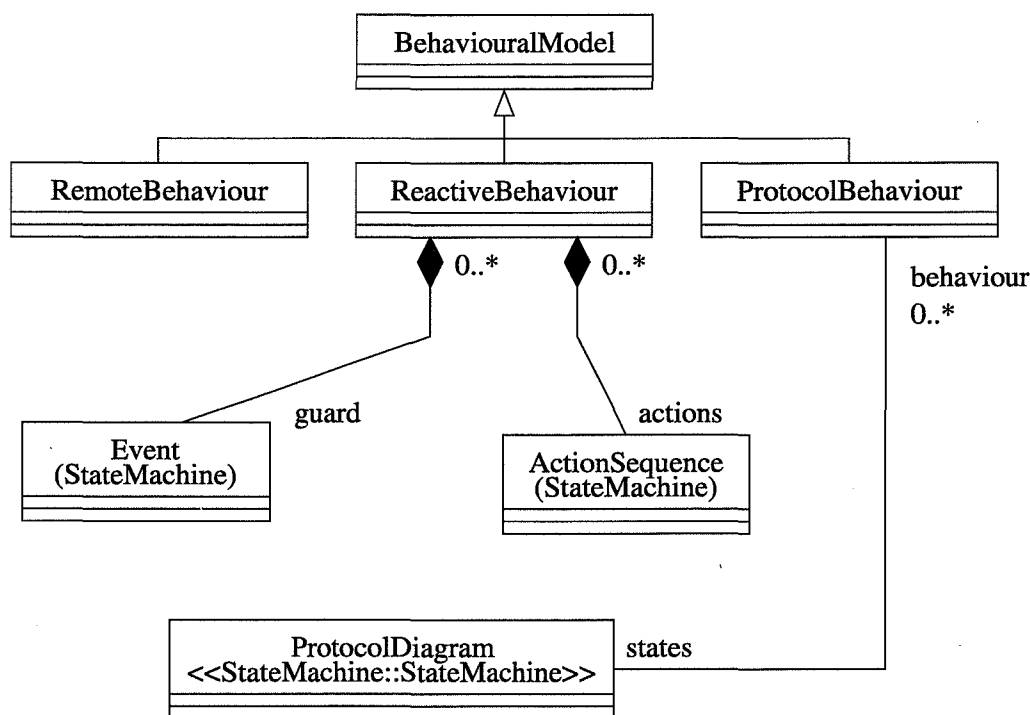 BehaviouralModel
RemoteBehaviour
ReactiveBehaviour
ProtocolBehaviour
0..*
0..*
behaviour
0..*
guard
actions
Event
(StateMachine)
ActionSequence
(StateMachine)
ProtocolDiagram
<<StateMachine::StateMachine>>
states